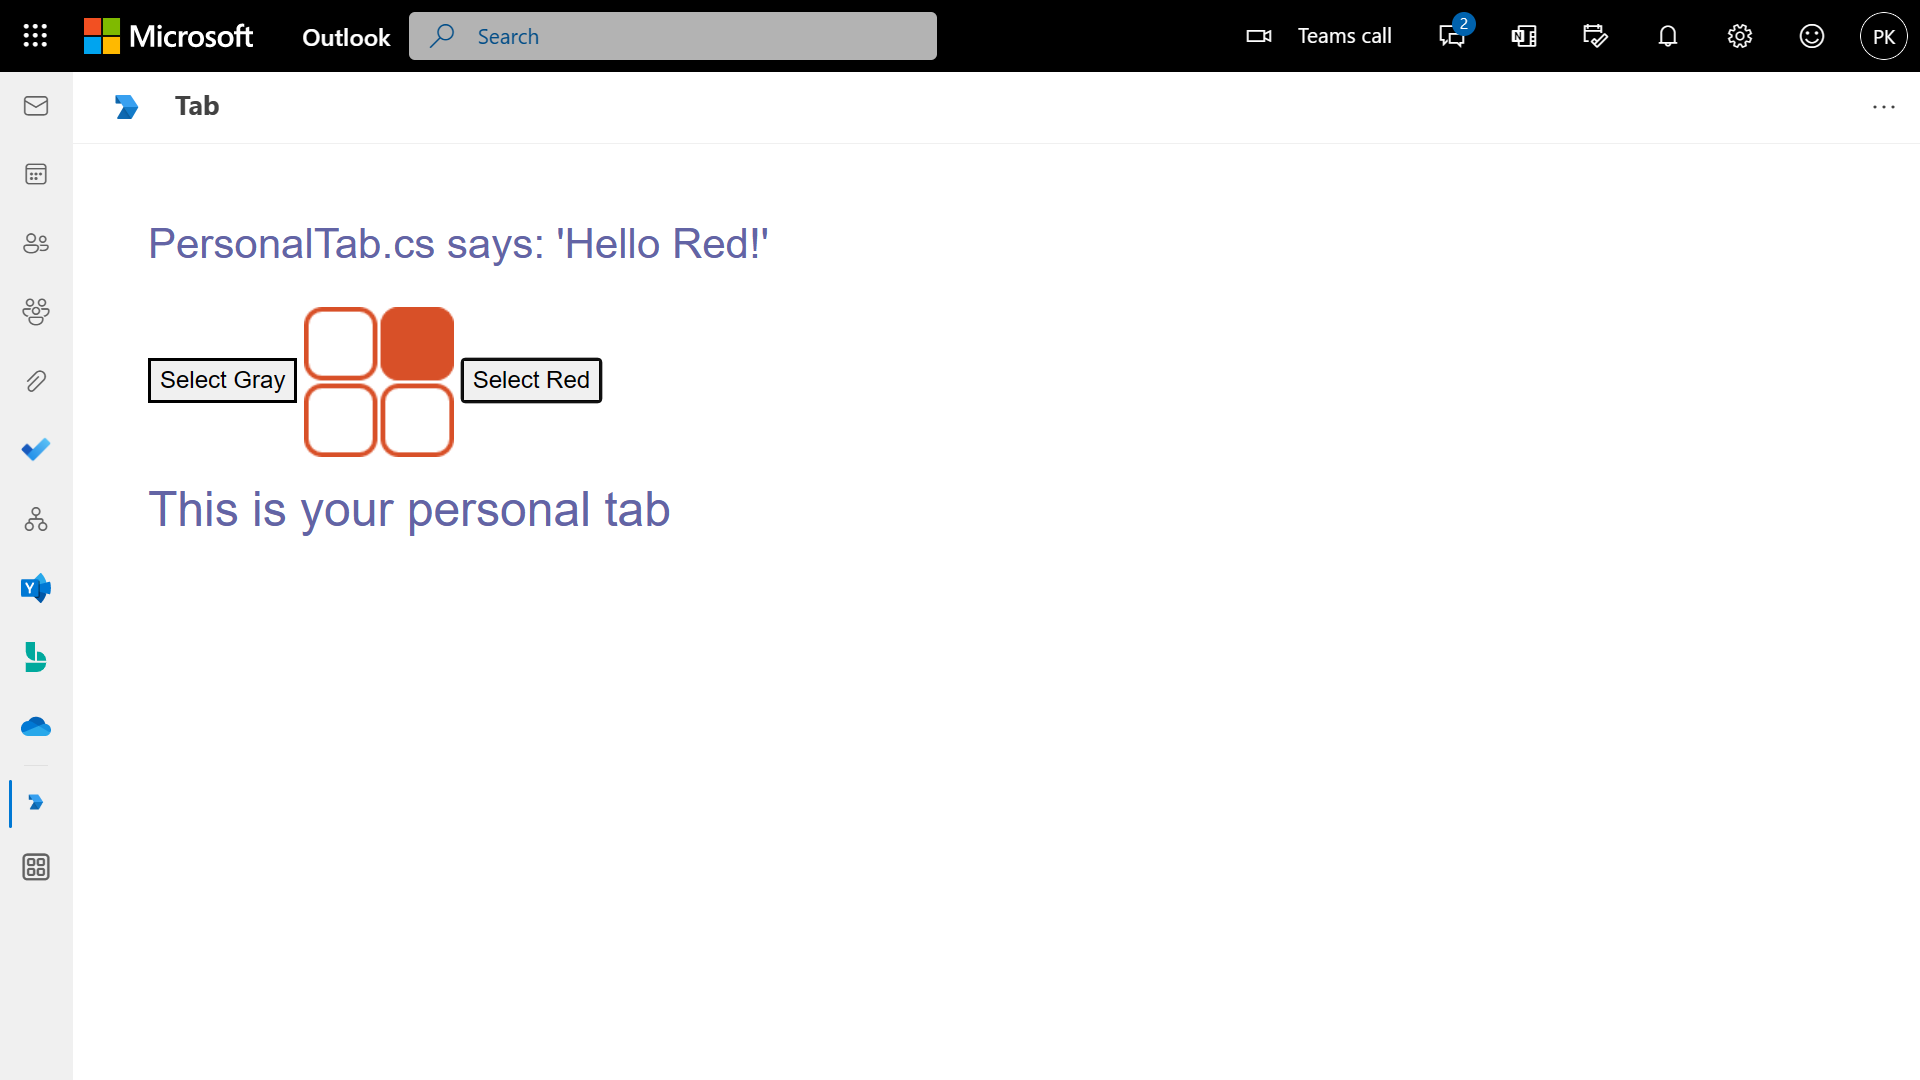 Microsoft Outlook Search Teams call 2 PK
Tab
PersonalTab.cs says: 'Hello Red!'
Select Gray Select Red
This is your personal tab